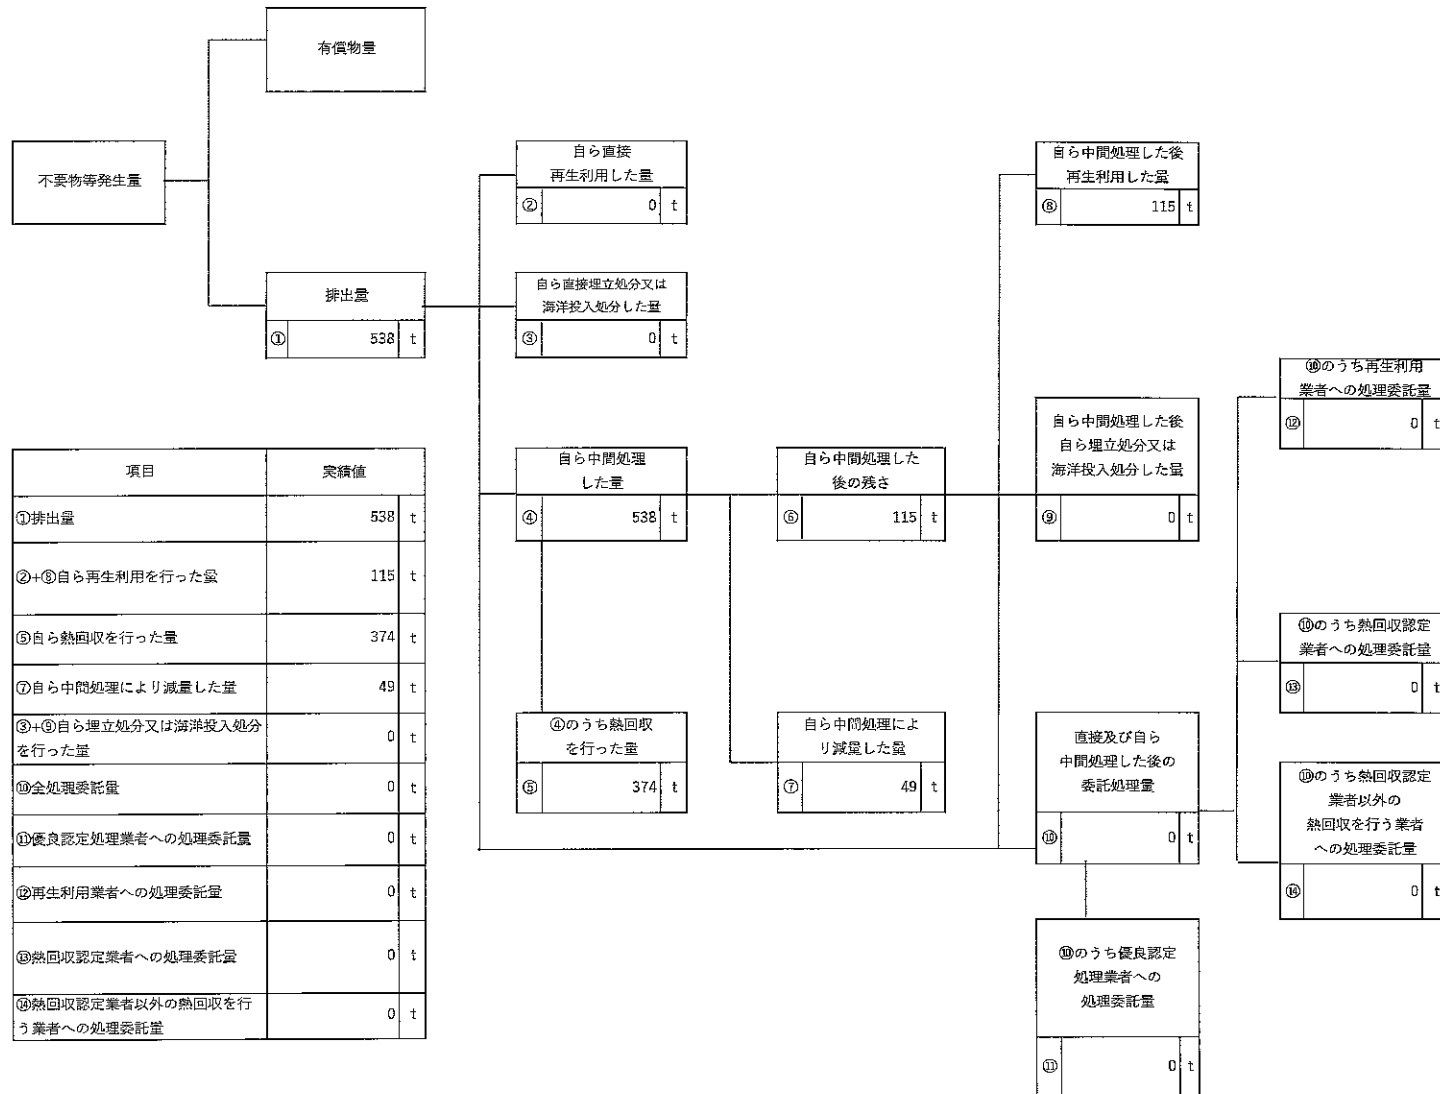 有償物量
不要物等発生量
排出量
① 538 t
自ら直接
再生利用した量
② 0 t
自ら直接埋立処分又は
海洋投入処分した量
③ 0 t
自ら中間処理
した量
④ 538 t
④のうち熱回収
を行った量
⑤ 374 t
自ら中間処理した
後の残さ
⑥ 115 t
自ら中間処理によ
り減量した量
⑦ 49 t
自ら中間処理した後
再生利用した量
⑧ 115 t
自ら中間処理した後
自ら埋立処分又は
海洋投入処分した量
⑨ 0 t
直接及び自ら
中間処理した後の
委託処理量
⑩ 0 t
⑩のうち優良認定
処理業者への
処理委託量
⑪ 0 t
⑩のうち再生利用
業者への処理委託量
⑫ 0 t
⑩のうち熱回収認定
業者への処理委託量
⑬ 0 t
⑩のうち熱回収認定
業者以外の
熱回収を行う業者
への処理委託量
⑭ 0 t
項目 実績値
①排出量 538 t
②+⑧自ら再生利用を行った量 115 t
⑤自ら熱回収を行った量 374 t
⑦自ら中間処理により減量した量 49 t
③+⑨自ら埋立処分又は海洋投入処分
を行った量 0 t
⑩全処理委託量 0 t
⑪優良認定処理業者への処理委託量 0 t
⑫再生利用業者への処理委託量 0 t
⑬熱回収認定業者への処理委託量 0 t
⑭熱回収認定業者以外の熱回収を行
う業者への処理委託量 0 t